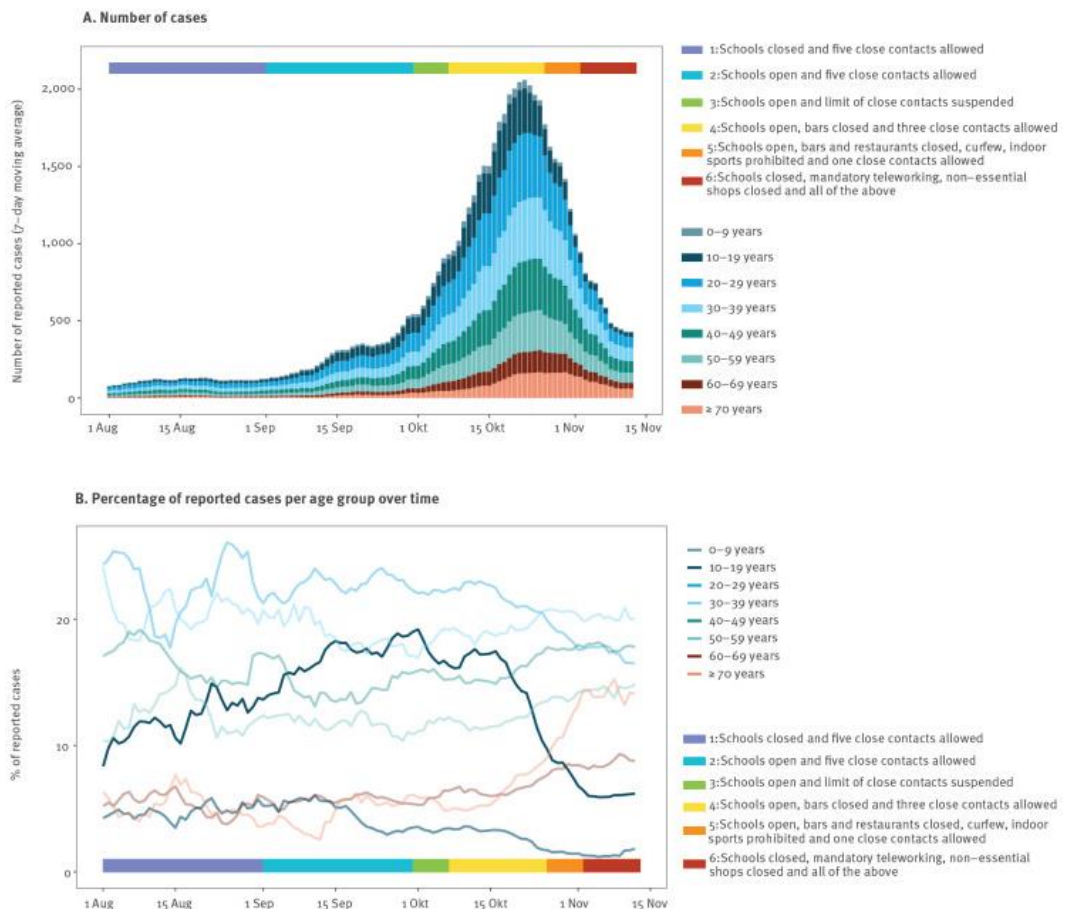 A. Number of cases
Number of reported cases (7-day moving average)
2,000
1,500
1,000
500
0
1 Aug
15 Aug
1 Sep
15 Sep
1 Okt
15 Okt
1 Nov
15 Nov
1:Schools closed and five close contacts allowed
2:Schools open and five close contacts allowed
3:Schools open and limit of close contacts suspended
4:Schools open, bars closed and three close contacts allowed
5:Schools open, bars and restaurants closed, curfew, indoor
sports prohibited and one close contacts allowed
6:Schools closed, mandatory teleworking, non-essential
shops closed and all of the above
0–9 years
10–19 years
20–29 years
30–39 years
40–49 years
50–59 years
60–69 years
≥ 70 years
B. Percentage of reported cases per age group over time
% of reported cases
20
10
0
1 Aug
15 Aug
1 Sep
15 Sep
1 Okt
15 Okt
1 Nov
15 Nov
0–9 years
10–19 years
20–29 years
30–39 years
40–49 years
50–59 years
60–69 years
≥ 70 years
1:Schools closed and five close contacts allowed
2:Schools open and five close contacts allowed
3:Schools open and limit of close contacts suspended
4:Schools open, bars closed and three close contacts allowed
5:Schools open, bars and restaurants closed, curfew, indoor
sports prohibited and one close contacts allowed
6:Schools closed, mandatory teleworking, non-essential
shops closed and all of the above